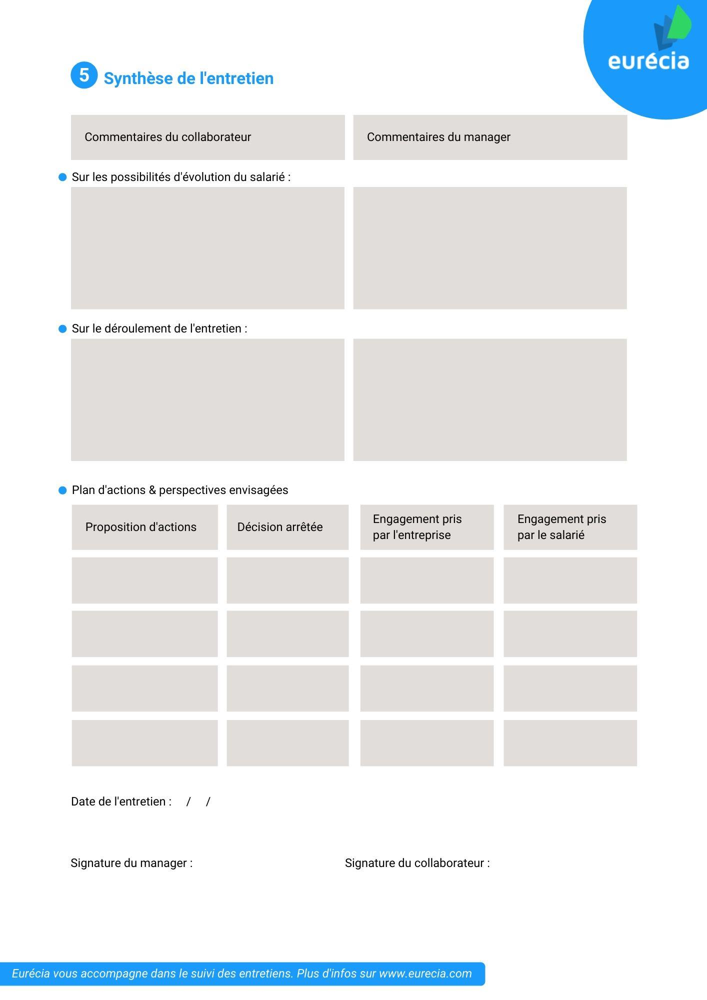 eurécia
5 Synthèse de l'entretien
Commentaires du collaborateur
Commentaires du manager
Sur les possibilités d'évolution du salarié :
Sur le déroulement de l'entretien :
Plan d'actions & perspectives envisagées
Proposition d'actions
Décision arrêtée
Engagement pris
par l'entreprise
Engagement pris
par le salarié
Date de l'entretien : / /
Signature du manager :
Signature du collaborateur :
Eurécia vous accompagne dans le suivi des entretiens. Plus d'infos sur www.eurecia.com